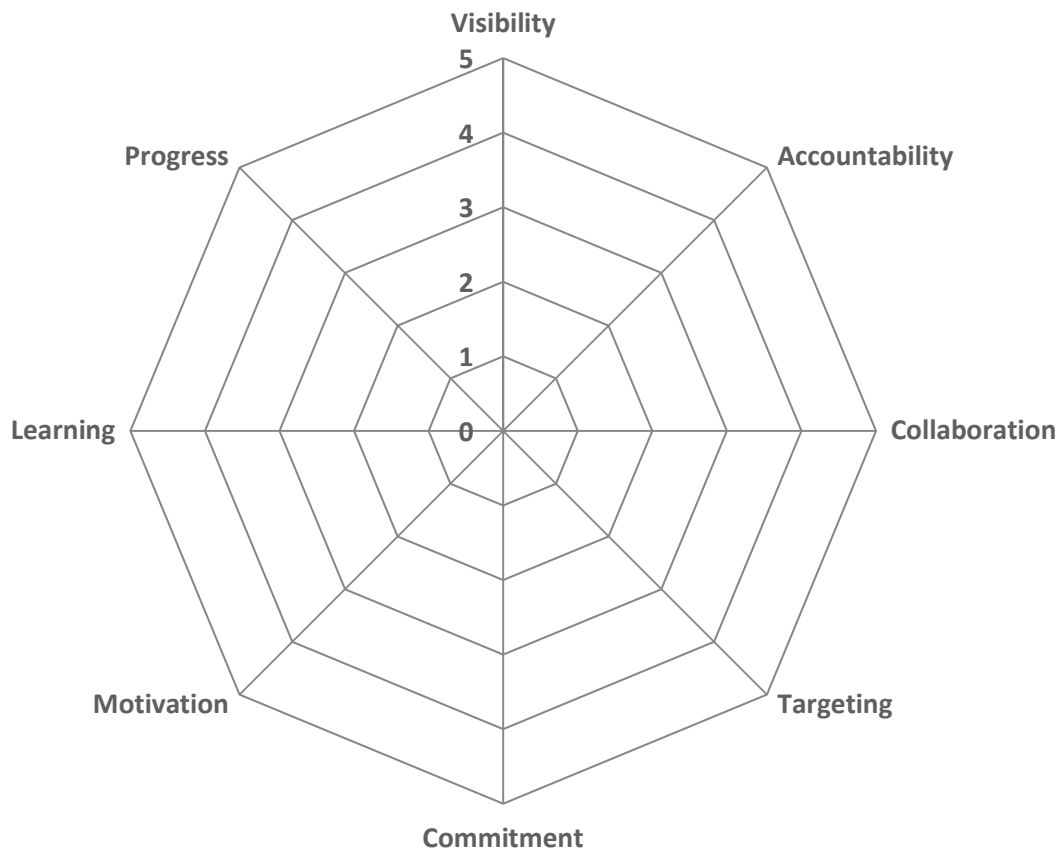 Visibility
5
Progress
4
Accountability
3
2
1
Learning
0
Collaboration
Motivation
Targeting
Commitment